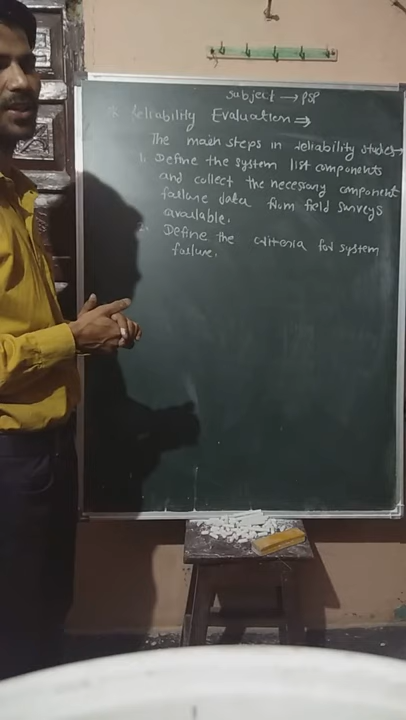 Subject → PSP
* Reliability Evaluation ⇒
The main steps in reliability studies →
1. Define the system list components
and collect the necessary component
failure data from field surveys
available.
2. Define the criteria for system
failure.